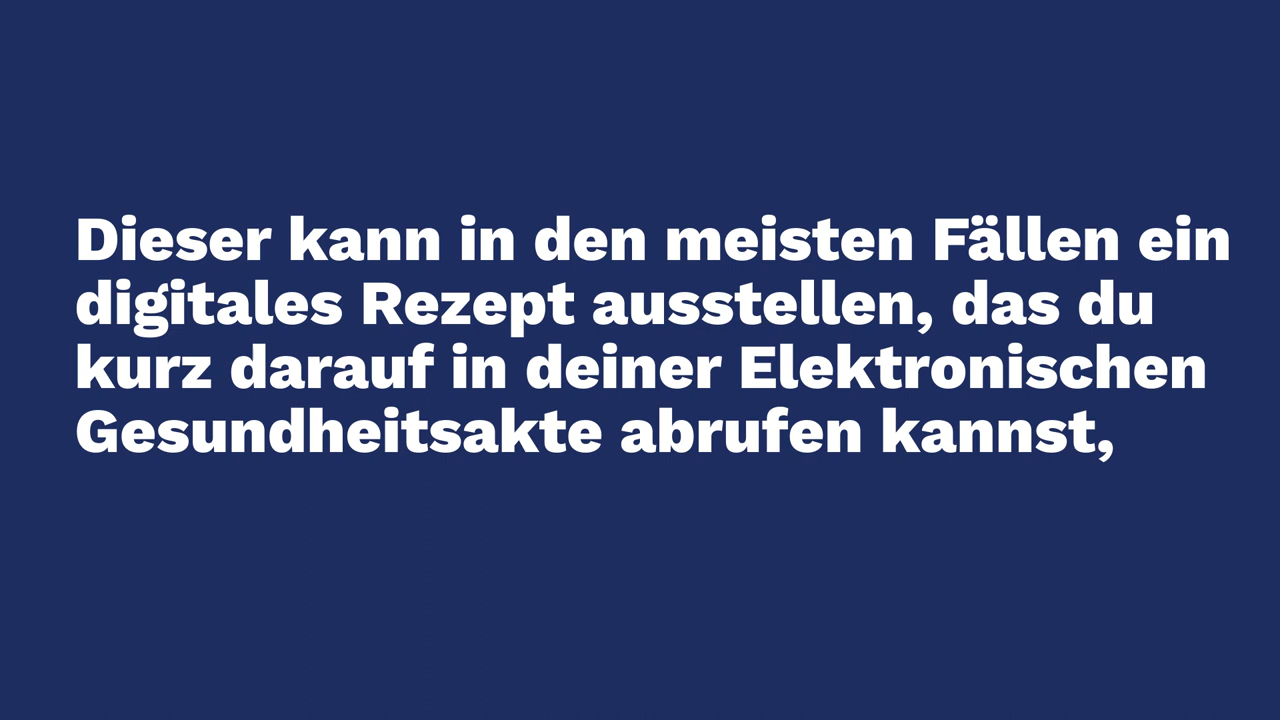 Dieser kann in den meisten Fällen ein
digitales Rezept ausstellen, das du
kurz darauf in deiner Elektronischen
Gesundheitsakte abrufen kannst,